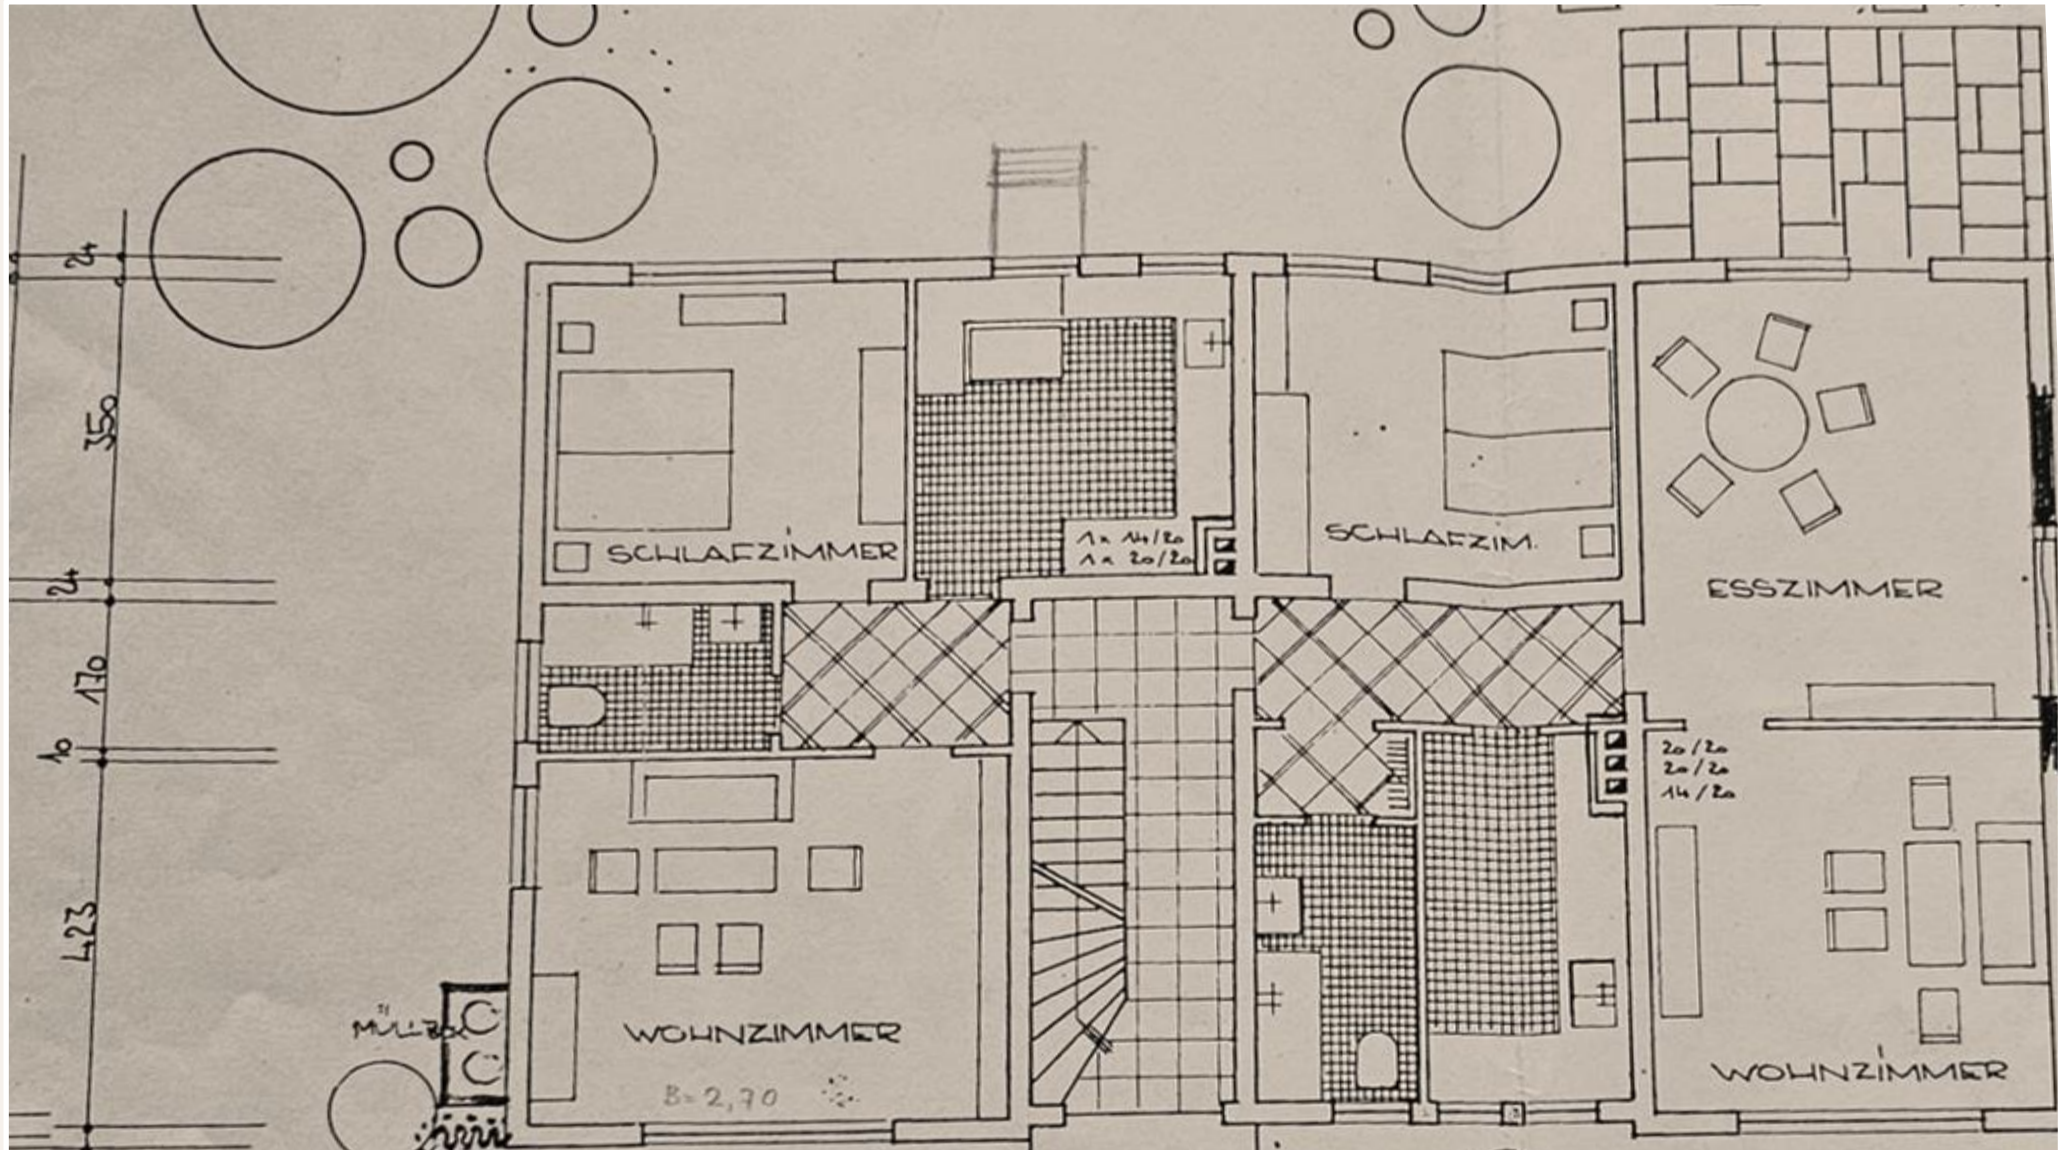 24
350
24
170
10
423
SCHLAFZIMMER
1x 14/20
1x 20/20
SCHLAFZIM.
ESSZIMMER
20/20
20/20
14/20
MÜLLBOX
WOHNZIMMER
B=2,70
WOHNZIMMER